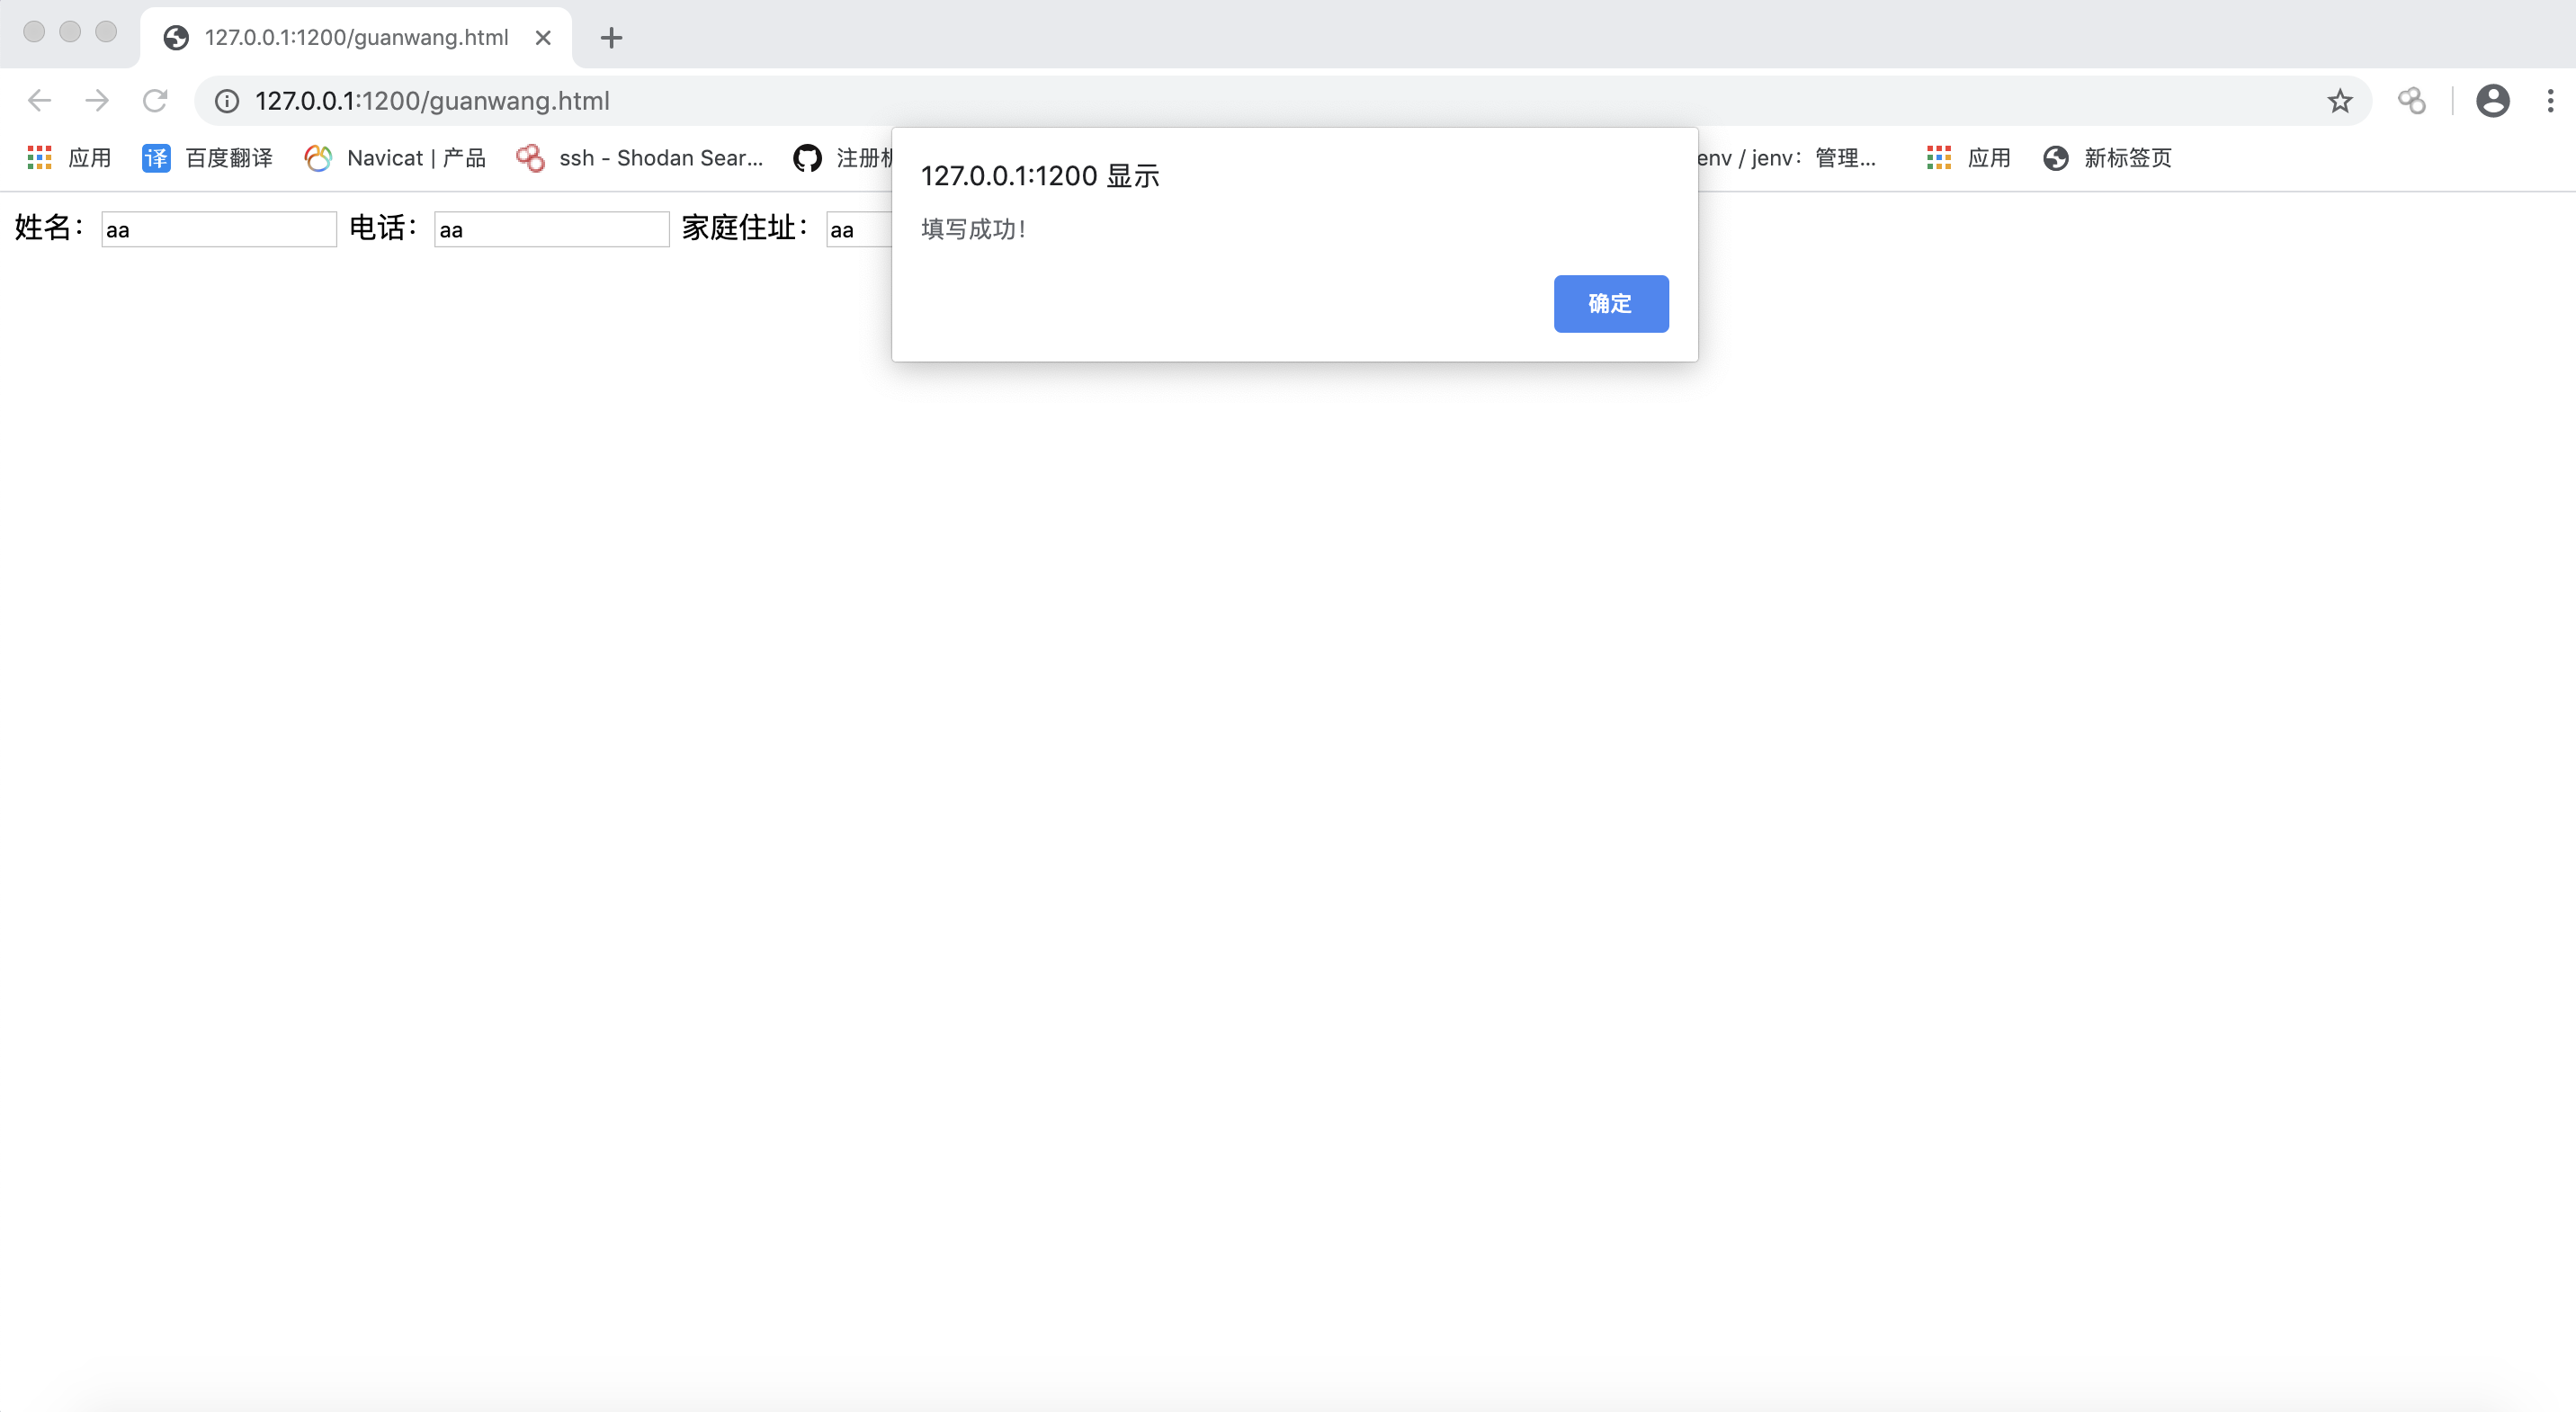 127.0.0.1:1200/guanwang.html
127.0.0.1:1200/guanwang.html
应用 译 百度翻译 Navicat | 产品 ssh - Shodan Sear... 注册 env / jenv：管理... 应用 新标签页
127.0.0.1:1200 显示
填写成功！
确定
姓名： aa 电话： aa 家庭住址： aa